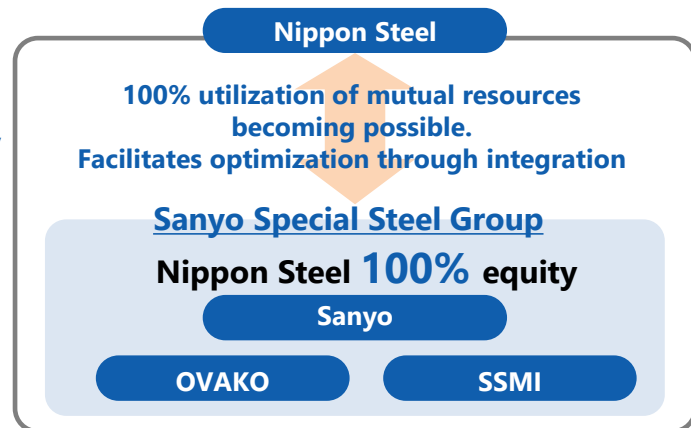 Nippon Steel
100% utilization of mutual resources
becoming possible.
Facilitates optimization through integration
Sanyo Special Steel Group
Nippon Steel 100% equity
Sanyo
OVAKO
SSMI